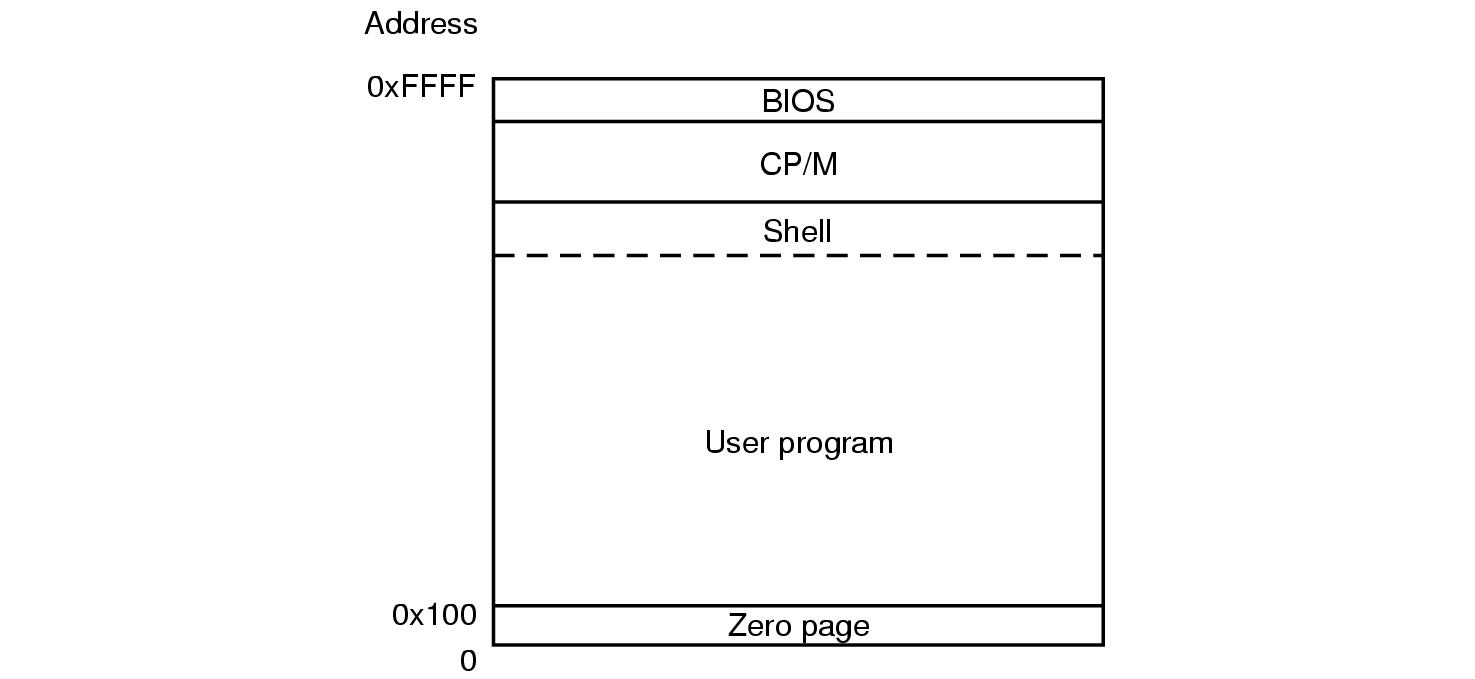 Address
0xFFFF
BIOS
CP/M
Shell
User program
0x100
Zero page
0